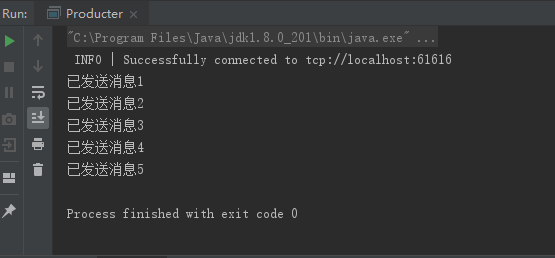 Run: Producter
"C:\Program Files\Java\jdk1.8.0_201\bin\java.exe" ...
INFO | Successfully connected to tcp://localhost:61616
已发送消息1
已发送消息2
已发送消息3
已发送消息4
已发送消息5
Process finished with exit code 0